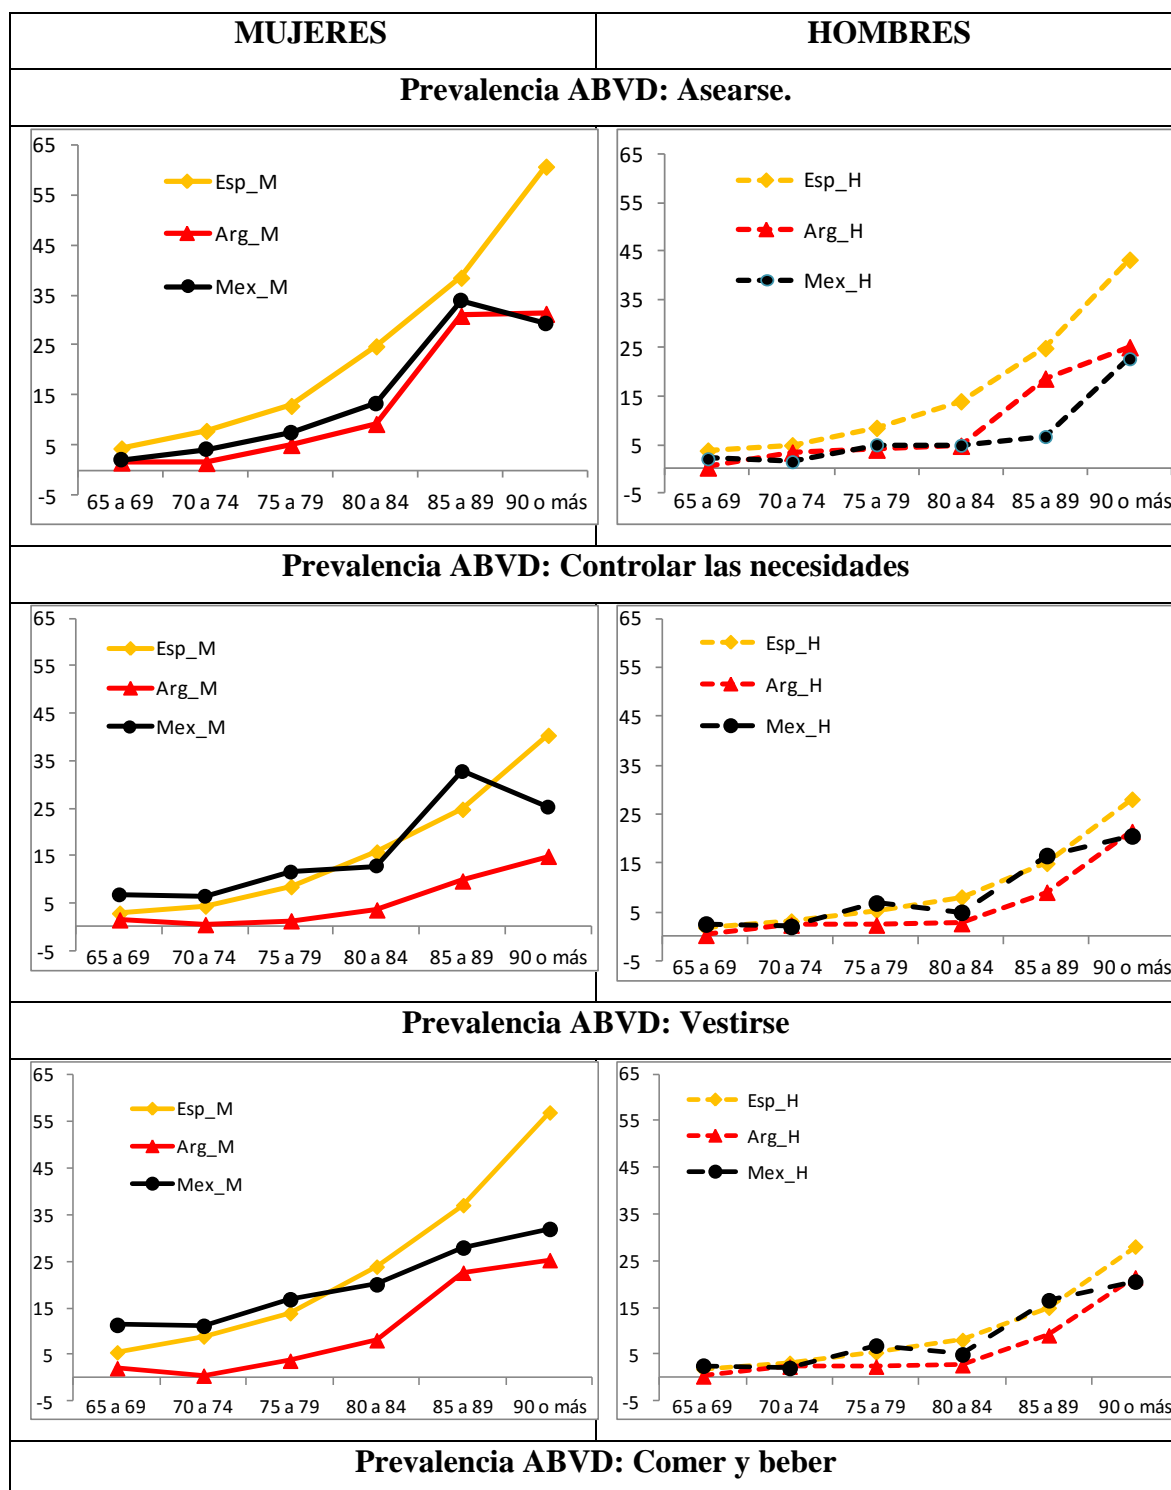 MUJERES
HOMBRES
Prevalencia ABVD: Asearse.
65
55
45
35
25
15
5
-5
Esp_M
Arg_M
Mex_M
65 a 69 70 a 74 75 a 79 80 a 84 85 a 89 90 o más
65
55
45
35
25
15
5
-5
Esp_H
Arg_H
Mex_H
65 a 69 70 a 74 75 a 79 80 a 84 85 a 89 90 o más
Prevalencia ABVD: Controlar las necesidades
65
55
45
35
25
15
5
-5
Esp_M
Arg_M
Mex_M
65 a 69 70 a 74 75 a 79 80 a 84 85 a 89 90 o más
65
55
45
35
25
15
5
-5
Esp_H
Arg_H
Mex_H
65 a 69 70 a 74 75 a 79 80 a 84 85 a 89 90 o más
Prevalencia ABVD: Vestirse
65
55
45
35
25
15
5
-5
Esp_M
Arg_M
Mex_M
65 a 69 70 a 74 75 a 79 80 a 84 85 a 89 90 o más
65
55
45
35
25
15
5
-5
Esp_H
Arg_H
Mex_H
65 a 69 70 a 74 75 a 79 80 a 84 85 a 89 90 o más
Prevalencia ABVD: Comer y beber